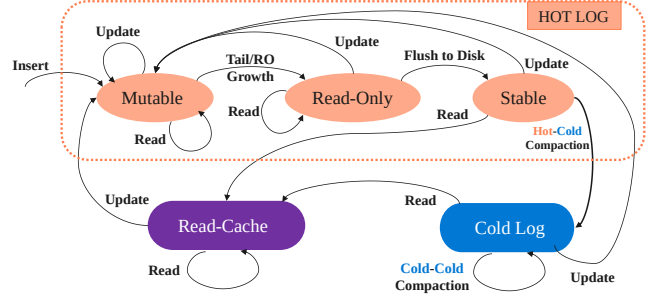 HOT LOG
Update
Insert
Tail/RO
Growth
Update
Flush to Disk
Update
Mutable
Read-Only
Stable
Read
Read
Read
Hot-Cold
Compaction
Update
Read
Read-Cache
Cold Log
Read
Cold-Cold
Compaction
Update